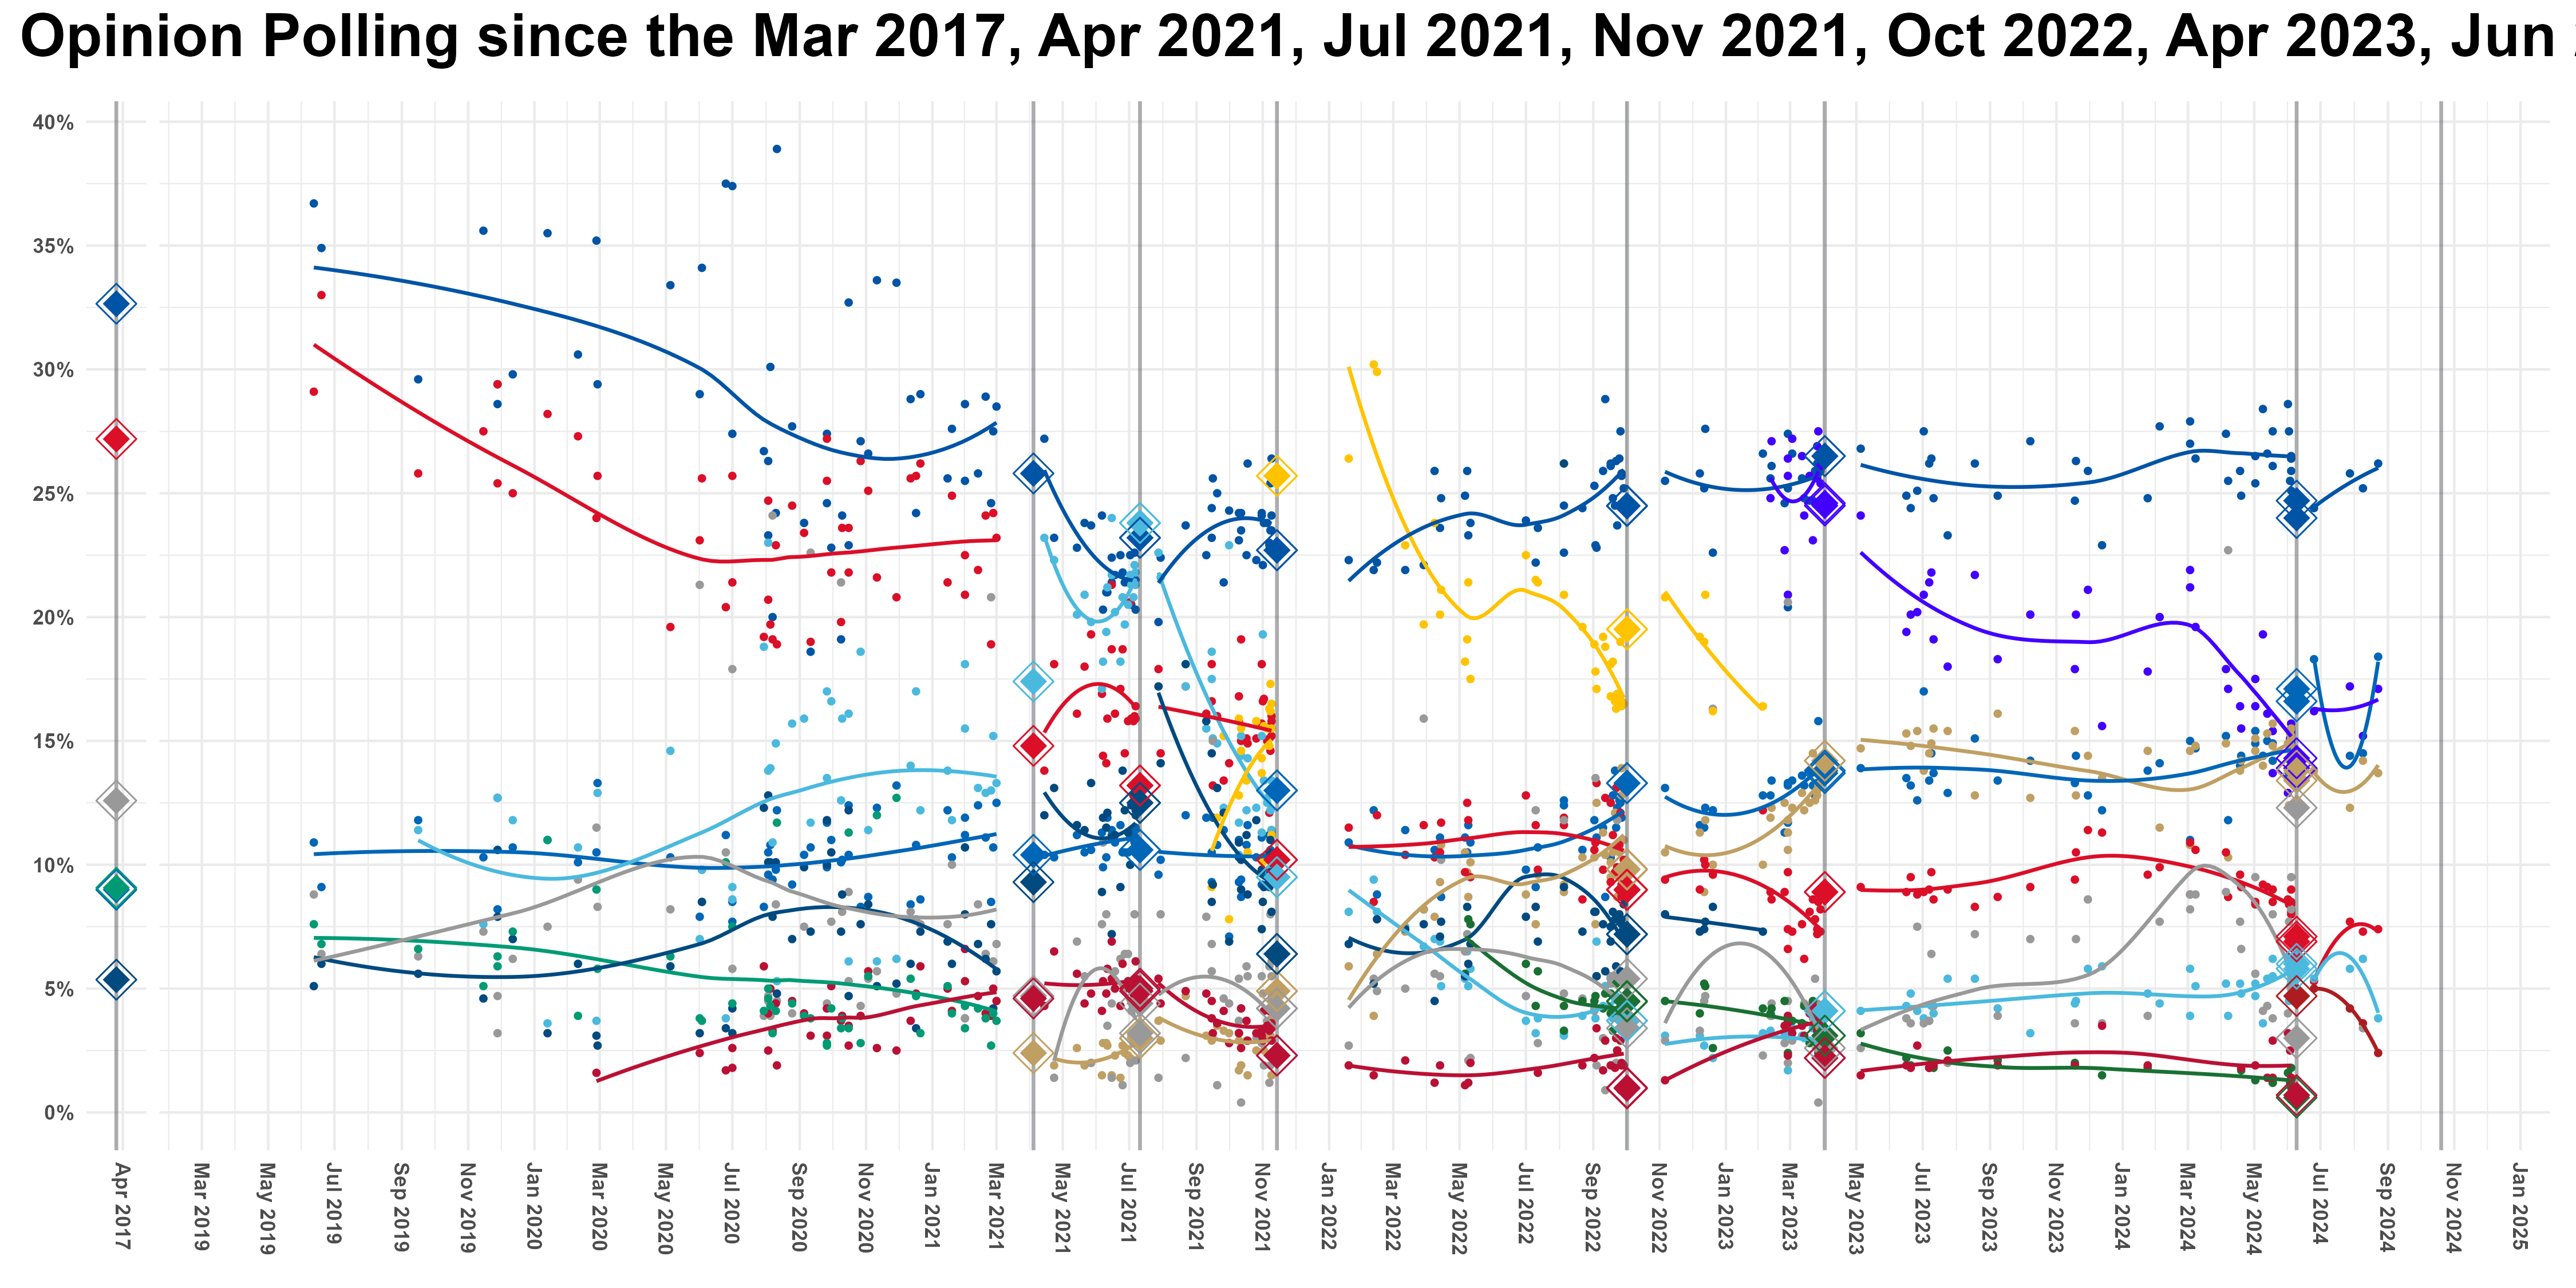 Opinion Polling since the Mar 2017, Apr 2021, Jul 2021, Nov 2021, Oct 2022, Apr 2023, Jun
40%
35%
30%
25%
20%
15%
10%
5%
0%
Apr 2017
Mar 2019
May 2019
Jul 2019
Sep 2019
Nov 2019
Jan 2020
Mar 2020
May 2020
Jul 2020
Sep 2020
Nov 2020
Jan 2021
Mar 2021
May 2021
Jul 2021
Sep 2021
Nov 2021
Jan 2022
Mar 2022
May 2022
Jul 2022
Sep 2022
Nov 2022
Jan 2023
Mar 2023
May 2023
Jul 2023
Sep 2023
Nov 2023
Jan 2024
Mar 2024
May 2024
Jul 2024
Sep 2024
Nov 2024
Jan 2025